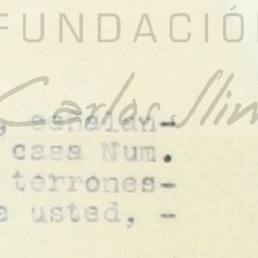 FUNDACIÓ
Carlos Slim
, señalan-
casa Num.
terrones-
e usted, -